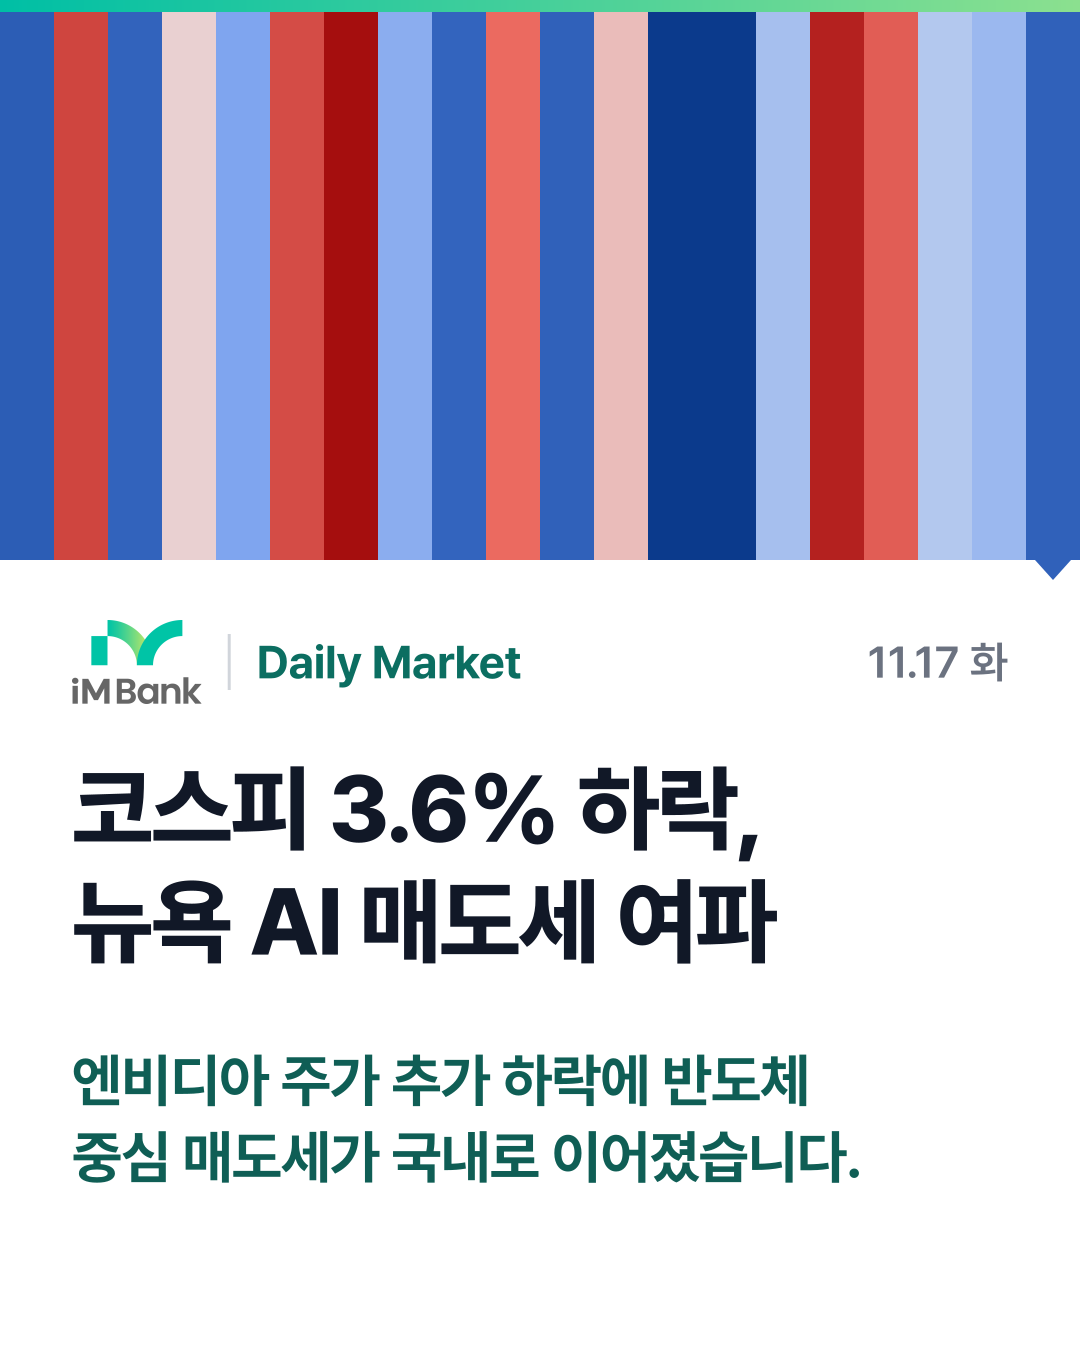 iM Bank
Daily Market
11.17 화
코스피 3.6% 하락,
뉴욕 AI 매도세 여파
엔비디아 주가 추가 하락에 반도체
중심 매도세가 국내로 이어졌습니다.